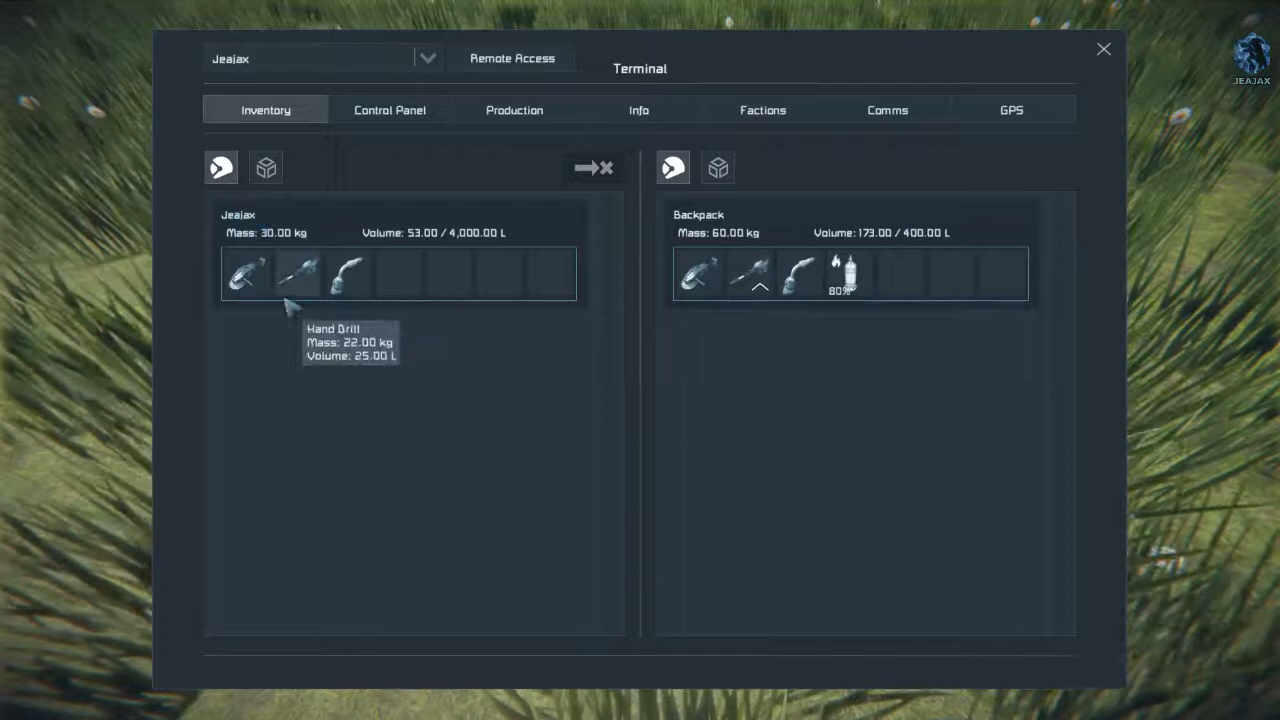 Jeajax
Remote Access
Terminal
JEAJAX
Inventory
Control Panel
Production
Info
Factions
Comms
GPS
Jeajax
Mass: 30.00 kg
Volume: 53.00 / 4,000.00 L
Backpack
Mass: 60.00 kg
Volume: 173.00 / 400.00 L
80%
Hand Drill
Mass: 22.00 kg
Volume: 25.00 L